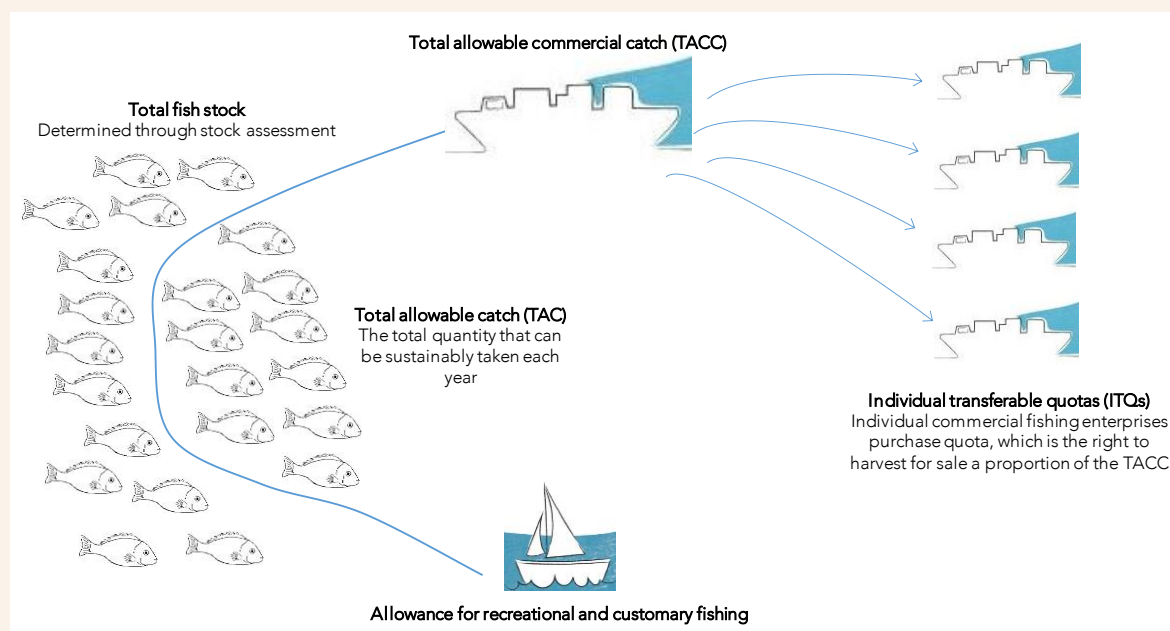 Total allowable commercial catch (TACC)
Total fish stock
Determined through stock assessment
Total allowable catch (TAC)
The total quantity that can
be sustainably taken each
year
Individual transferable quotas (ITQs)
Individual commercial fishing enterprises
purchase quota, which is the right to
harvest for sale a proportion of the TACC
Allowance for recreational and customary fishing